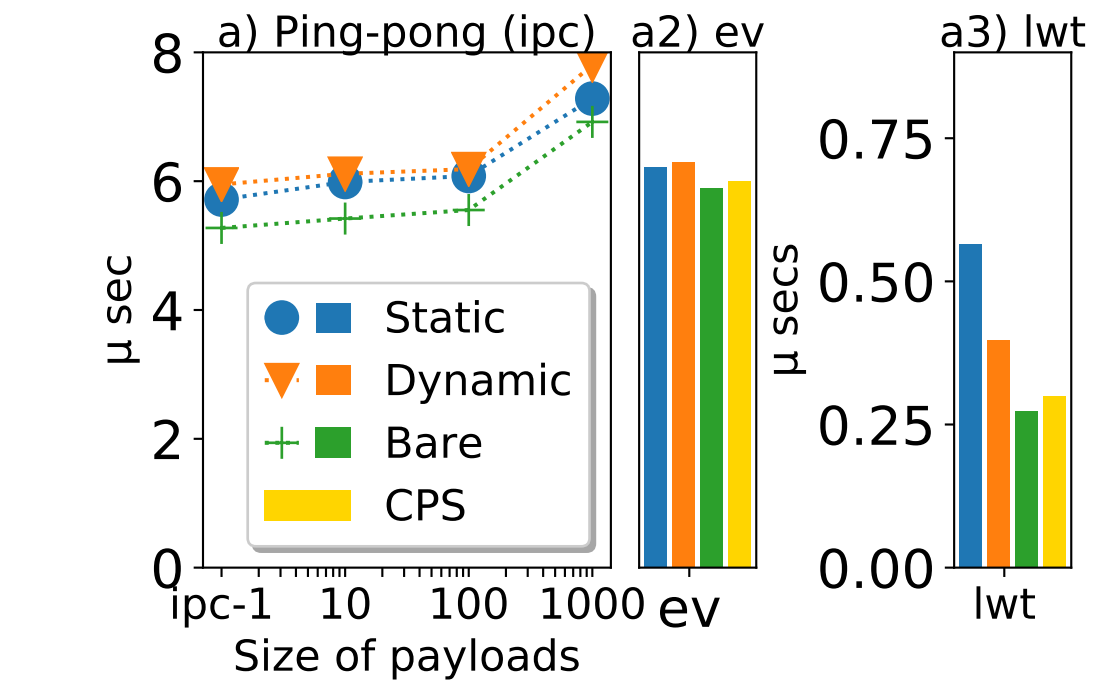 a) Ping-pong (ipc)
a2) ev
a3) lwt
8
6
4
2
0
μ sec
Static
Dynamic
Bare
CPS
ipc-1 10 100 1000
Size of payloads
ev
μ secs
0.75
0.50
0.25
0.00
lwt